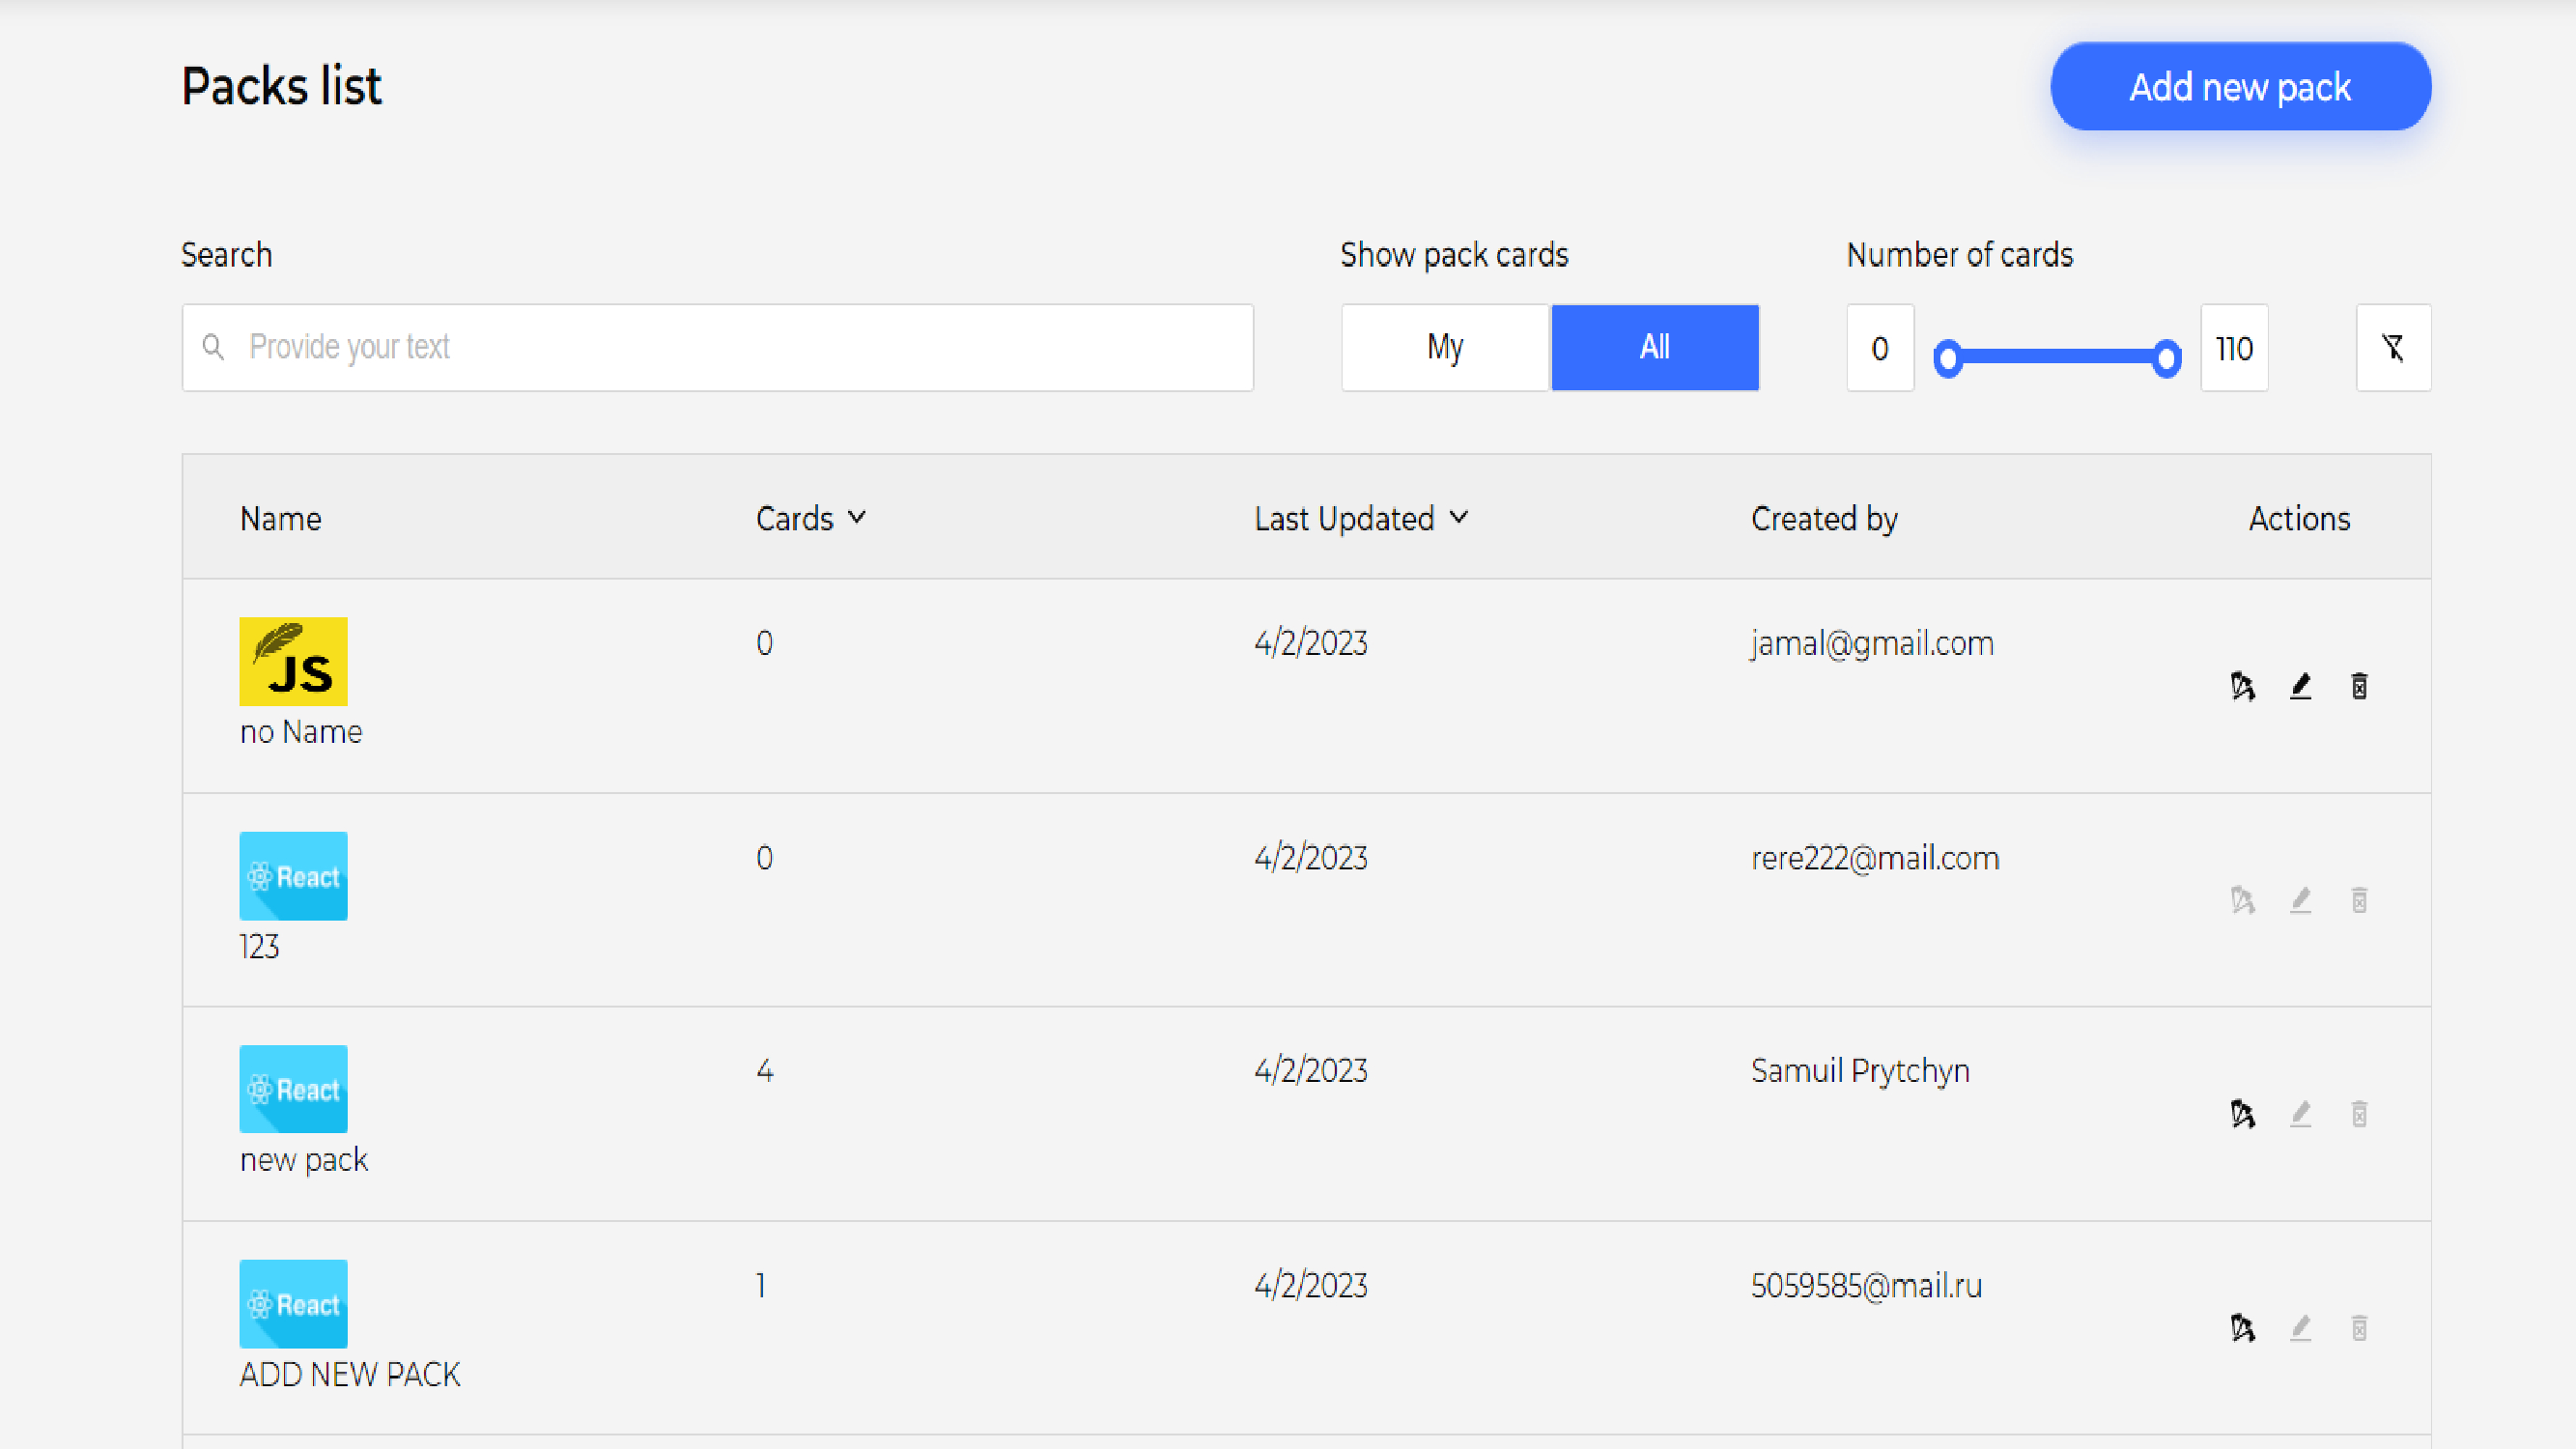 Packs list
Add new pack
Search
Show pack cards
Number of cards
Provide your text
My
All
0
110
Name
Cards
Last Updated
Created by
Actions
JS
no Name
0
4/2/2023
jamal@gmail.com
React
123
0
4/2/2023
rere222@mail.com
React
new pack
4
4/2/2023
Samuil Prytchyn
React
ADD NEW PACK
1
4/2/2023
5059585@mail.ru